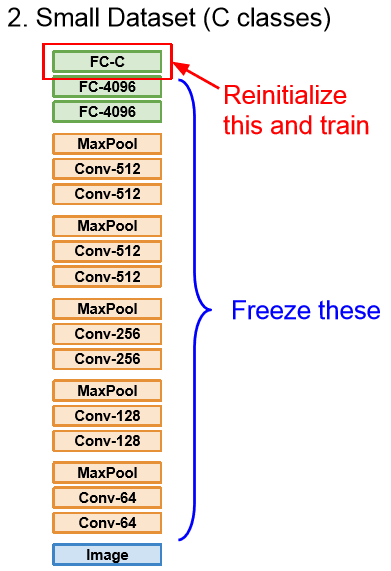 2. Small Dataset (C classes)
FC-C
FC-4096
FC-4096
MaxPool
Conv-512
Conv-512
MaxPool
Conv-512
Conv-512
MaxPool
Conv-256
Conv-256
MaxPool
Conv-128
Conv-128
MaxPool
Conv-64
Conv-64
Image
Reinitialize
this and train
Freeze these